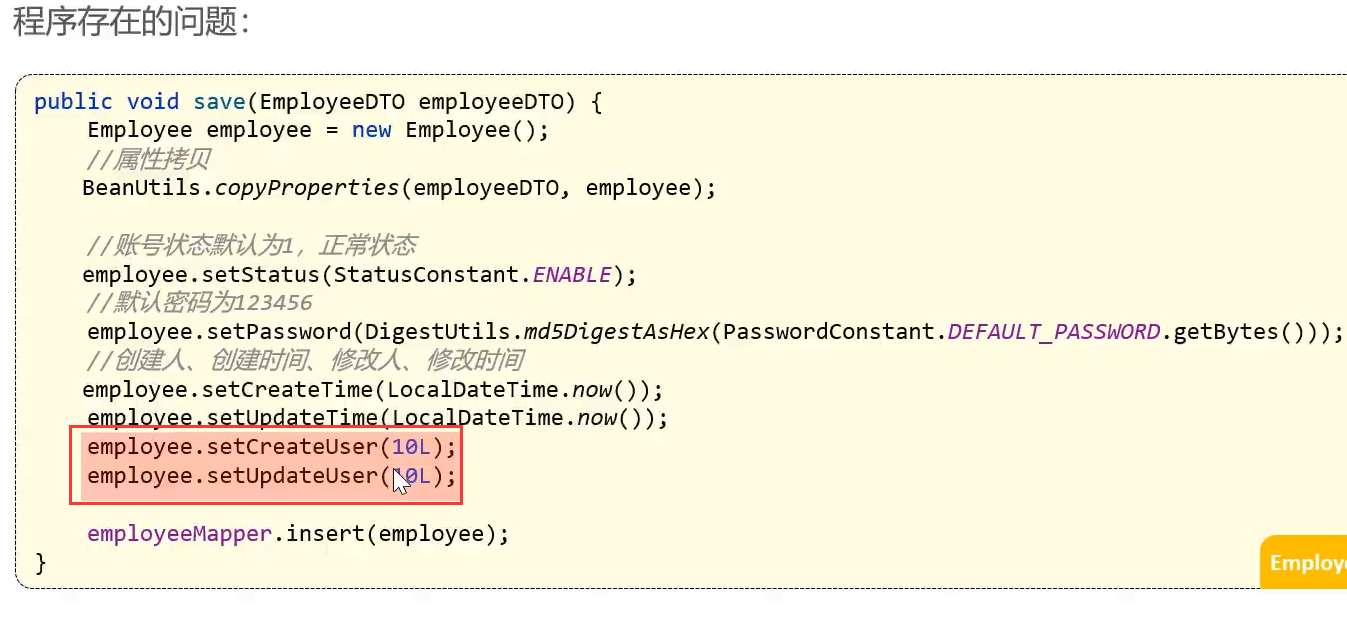 程序存在的问题：
public void save(EmployeeDTO employeeDTO) {
Employee employee = new Employee();
//属性拷贝
BeanUtils.copyProperties(employeeDTO, employee);
//账号状态默认为1，正常状态
employee.setStatus(StatusConstant.ENABLE);
//默认密码为123456
employee.setPassword(DigestUtils.md5DigestAsHex(PasswordConstant.DEFAULT_PASSWORD.getBytes()));
//创建人、创建时间、修改人、修改时间
employee.setCreateTime(LocalDateTime.now());
employee.setUpdateTime(LocalDateTime.now());
employee.setCreateUser(10L);
employee.setUpdateUser(10L);
employeeMapper.insert(employee);
}